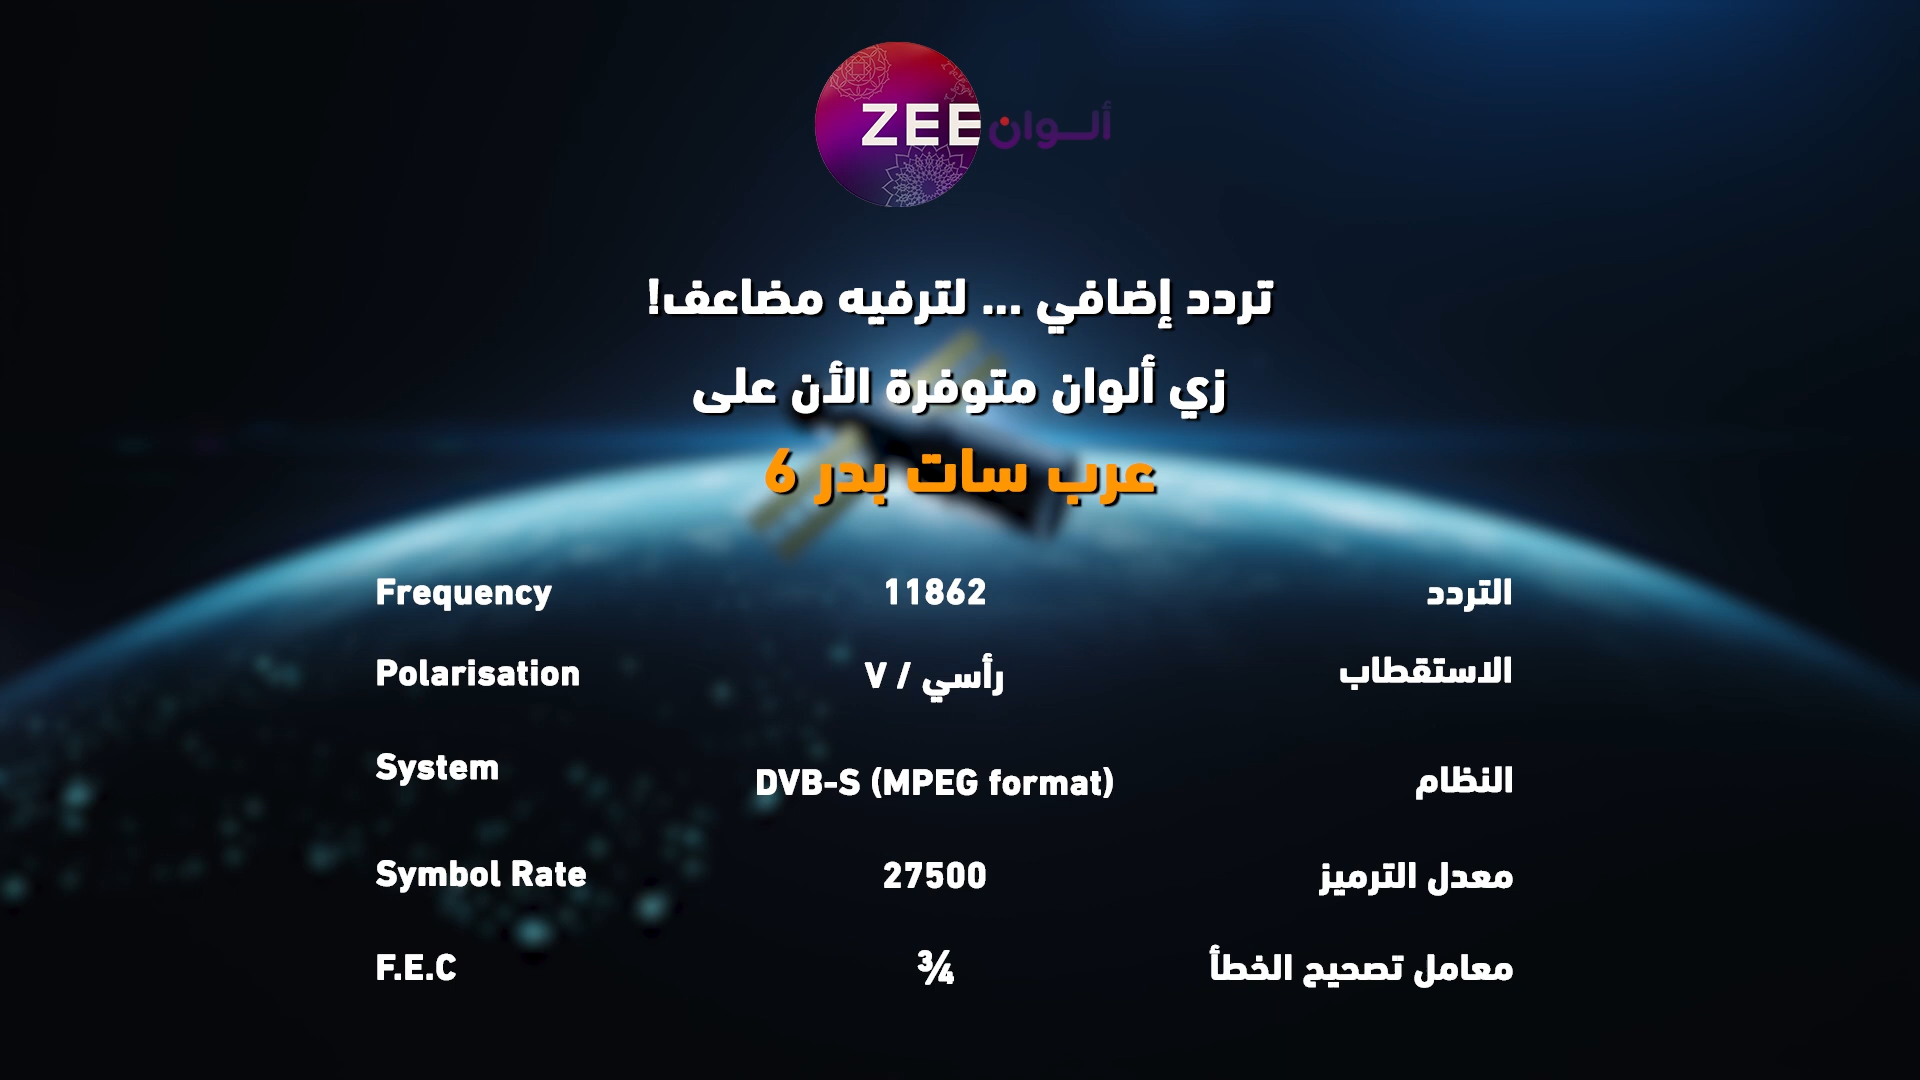 ZEE ألوان
تردد إضافي ... لترفيه مضاعف!
زي ألوان متوفرة الأن على
عرب سات بدر 6
Frequency 11862 التردد
Polarisation رأسي / V الاستقطاب
System DVB-S (MPEG format) النظام
Symbol Rate 27500 معدل الترميز
F.E.C ¾ معامل تصحيح الخطأ